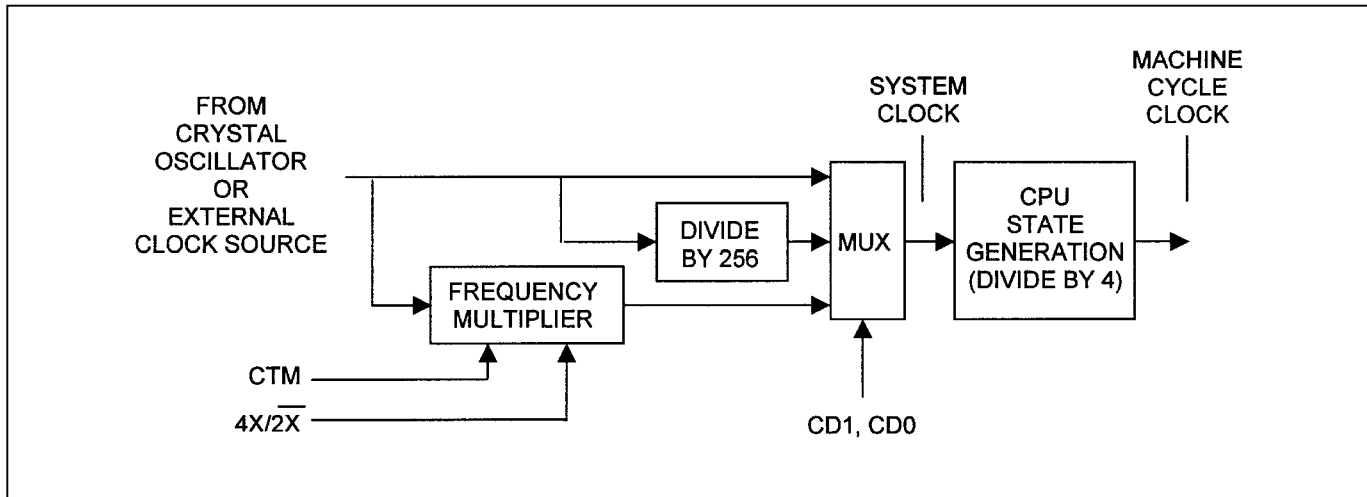 FROM
CRYSTAL
OSCILLATOR
OR
EXTERNAL
CLOCK SOURCE
SYSTEM
CLOCK
MACHINE
CYCLE
CLOCK
DIVIDE
BY 256
MUX
CPU
STATE
GENERATION
(DIVIDE BY 4)
FREQUENCY
MULTIPLIER
CTM
4X/2X̅
CD1, CD0